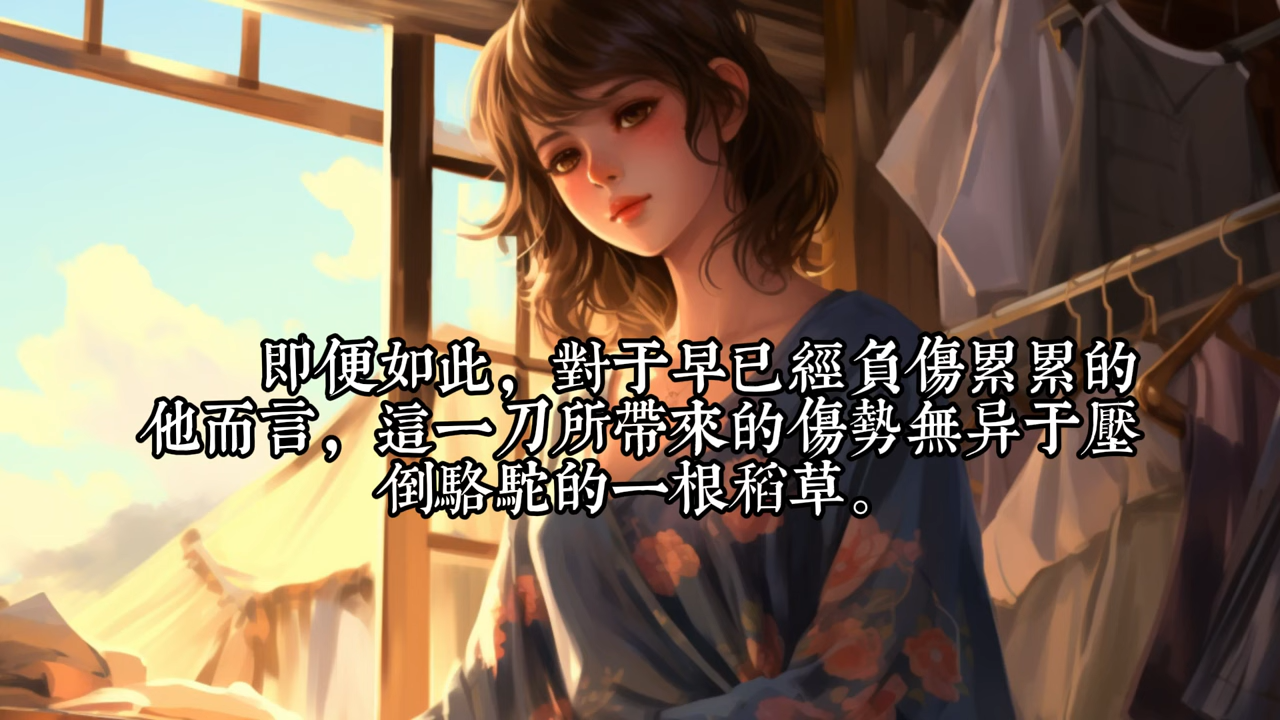 即便如此，對于早已經負傷累累的
他而言，這一刀所帶來的傷勢無异于壓
倒駱駝的一根稻草。